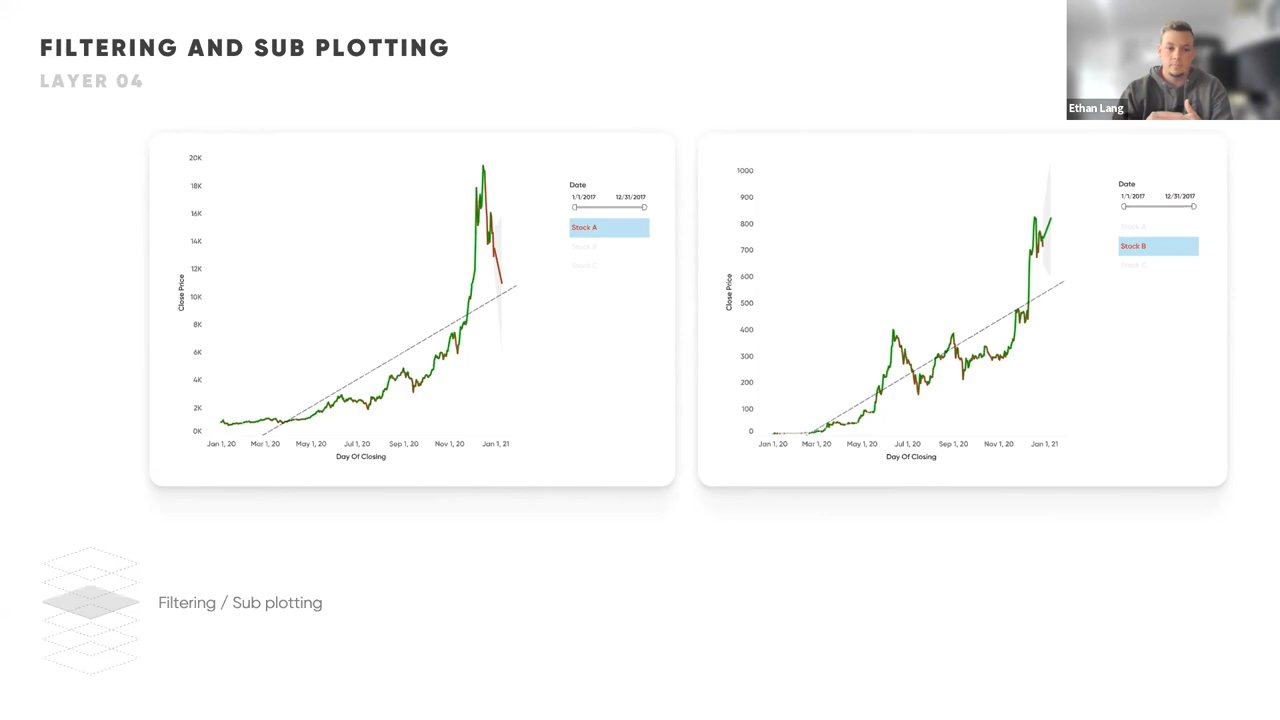 FILTERING AND SUB PLOTTING
LAYER 04
Ethan Lang
20K
18K
16K
14K
12K
10K
8K
6K
4K
2K
0K
Close Price
Jan 1, 20 Mar 1, 20 May 1, 20 Jul 1, 20 Sep 1, 20 Nov 1, 20 Jan 1, 21
Day Of Closing
Date
1/1/2017 12/31/2017
Stock A
Stock B
Stock C
1000
900
800
700
600
500
400
300
200
100
0
Close Price
Jan 1, 20 Mar 1, 20 May 1, 20 Jul 1, 20 Sep 1, 20 Nov 1, 20 Jan 1, 21
Day Of Closing
Date
1/1/2017 12/31/2017
Stock A
Stock B
Stock C
Filtering / Sub plotting